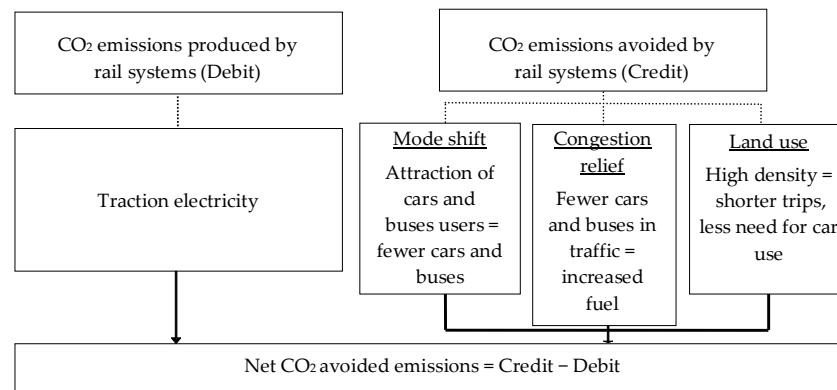 CO₂ emissions produced by
rail systems (Debit)
CO₂ emissions avoided by
rail systems (Credit)
Traction electricity
Mode shift
Attraction of
cars and
buses users =
fewer cars and
buses
Congestion
relief
Fewer cars
and buses in
traffic =
increased
fuel
Land use
High density =
shorter trips,
less need for car
use
Net CO₂ avoided emissions = Credit − Debit